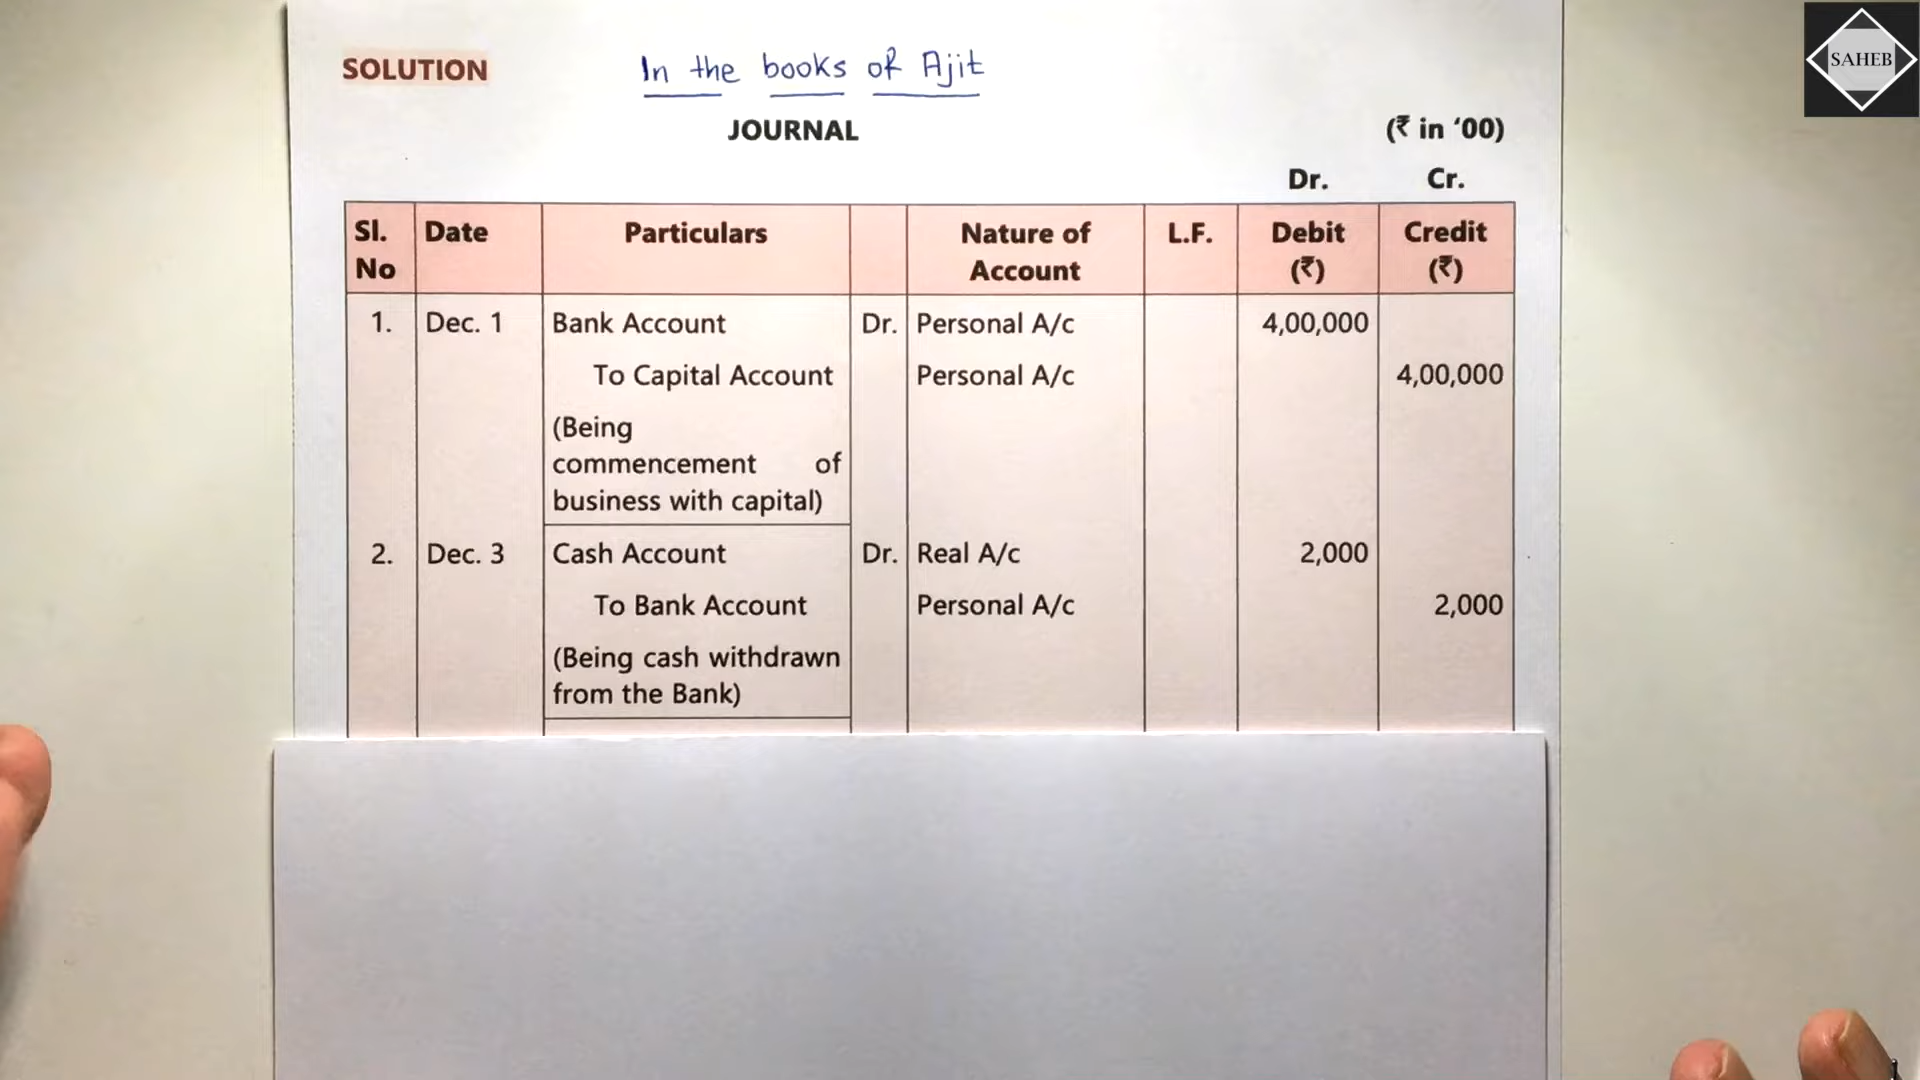 SAHEB
SOLUTION In the books of Ajit
JOURNAL (₹ in ‘00)
Dr. Cr.
Sl. No Date Particulars Nature of Account L.F. Debit (₹) Credit (₹)
1. Dec. 1 Bank Account Dr. Personal A/c 4,00,000
To Capital Account Personal A/c 4,00,000
(Being
commencement of
business with capital)
2. Dec. 3 Cash Account Dr. Real A/c 2,000
To Bank Account Personal A/c 2,000
(Being cash withdrawn
from the Bank)